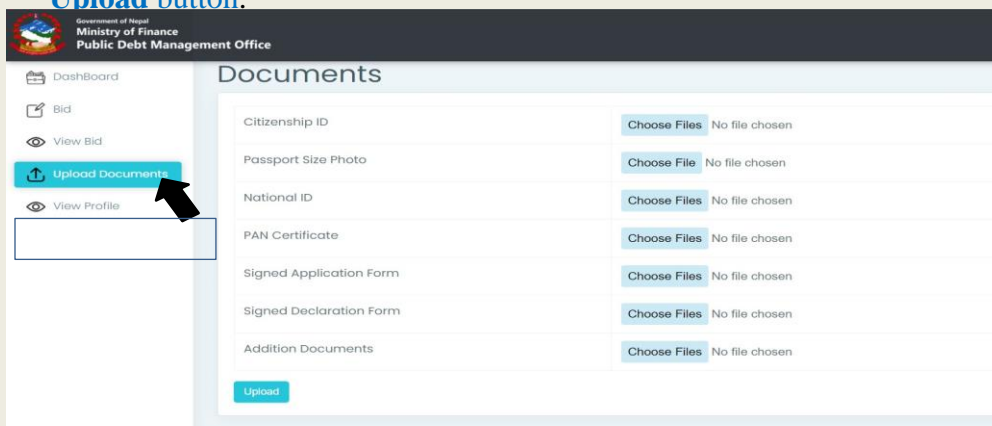 Upload button.
Government of Nepal
Ministry of Finance
Public Debt Management Office
DashBoard
Bid
View Bid
Upload Documents
View Profile
Documents
Citizenship ID Choose Files No file chosen
Passport Size Photo Choose File No file chosen
National ID Choose Files No file chosen
PAN Certificate Choose Files No file chosen
Signed Application Form Choose Files No file chosen
Signed Declaration Form Choose Files No file chosen
Addition Documents Choose Files No file chosen
Upload